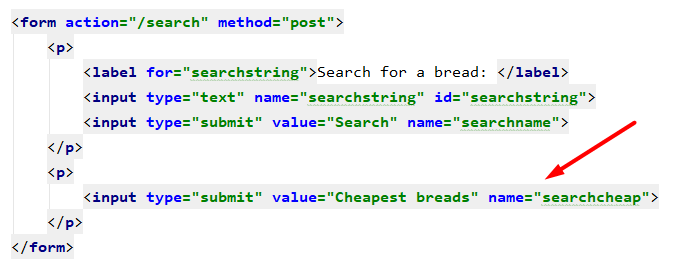 <form action="/search" method="post">
<p>
<label for="searchstring">Search for a bread: </label>
<input type="text" name="searchstring" id="searchstring">
<input type="submit" value="Search" name="searchname">
</p>
<p>
<input type="submit" value="Cheapest breads" name="searchcheap">
</p>
</form>